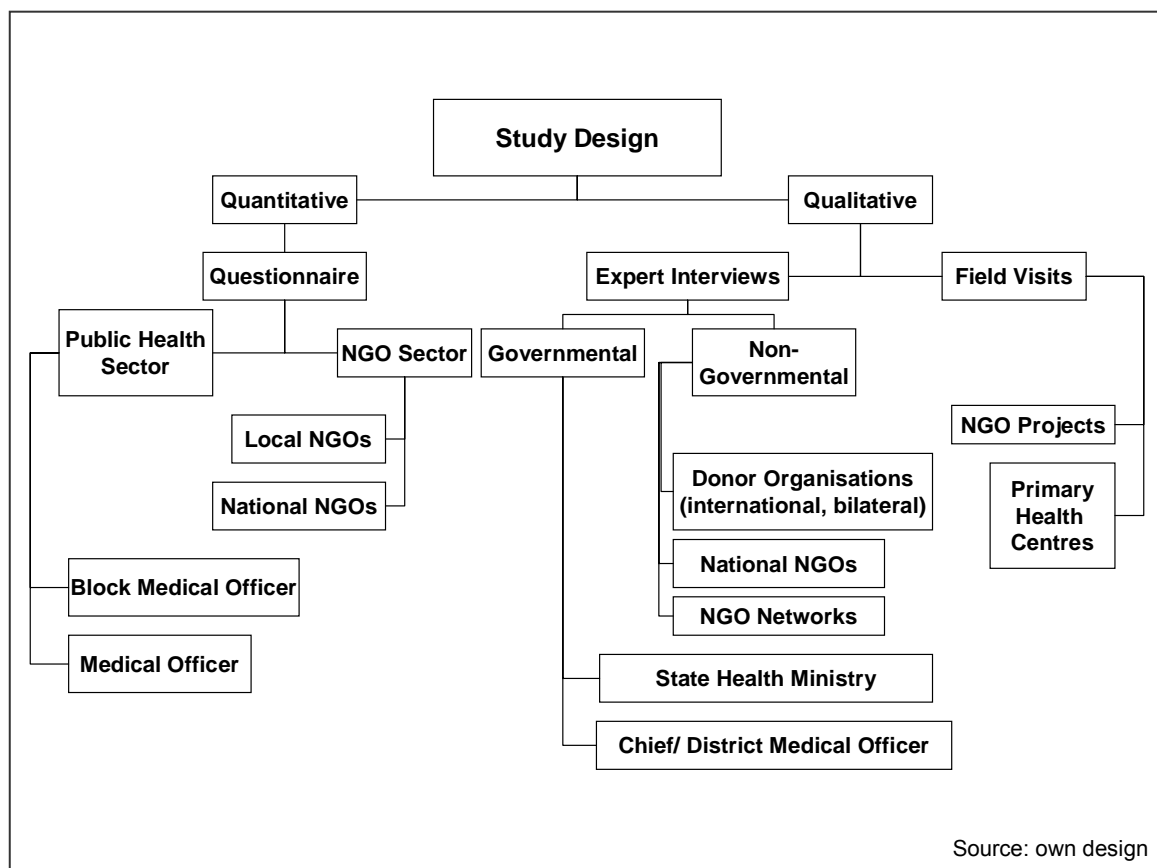 Study Design
Quantitative
Qualitative
Questionnaire
Expert Interviews
Field Visits
Public Health
Sector
NGO Sector
Governmental
Non-
Governmental
Local NGOs
National NGOs
NGO Projects
Donor Organisations
(international, bilateral)
Primary
Health
Centres
Block Medical Officer
National NGOs
NGO Networks
Medical Officer
State Health Ministry
Chief/ District Medical Officer
Source: own design